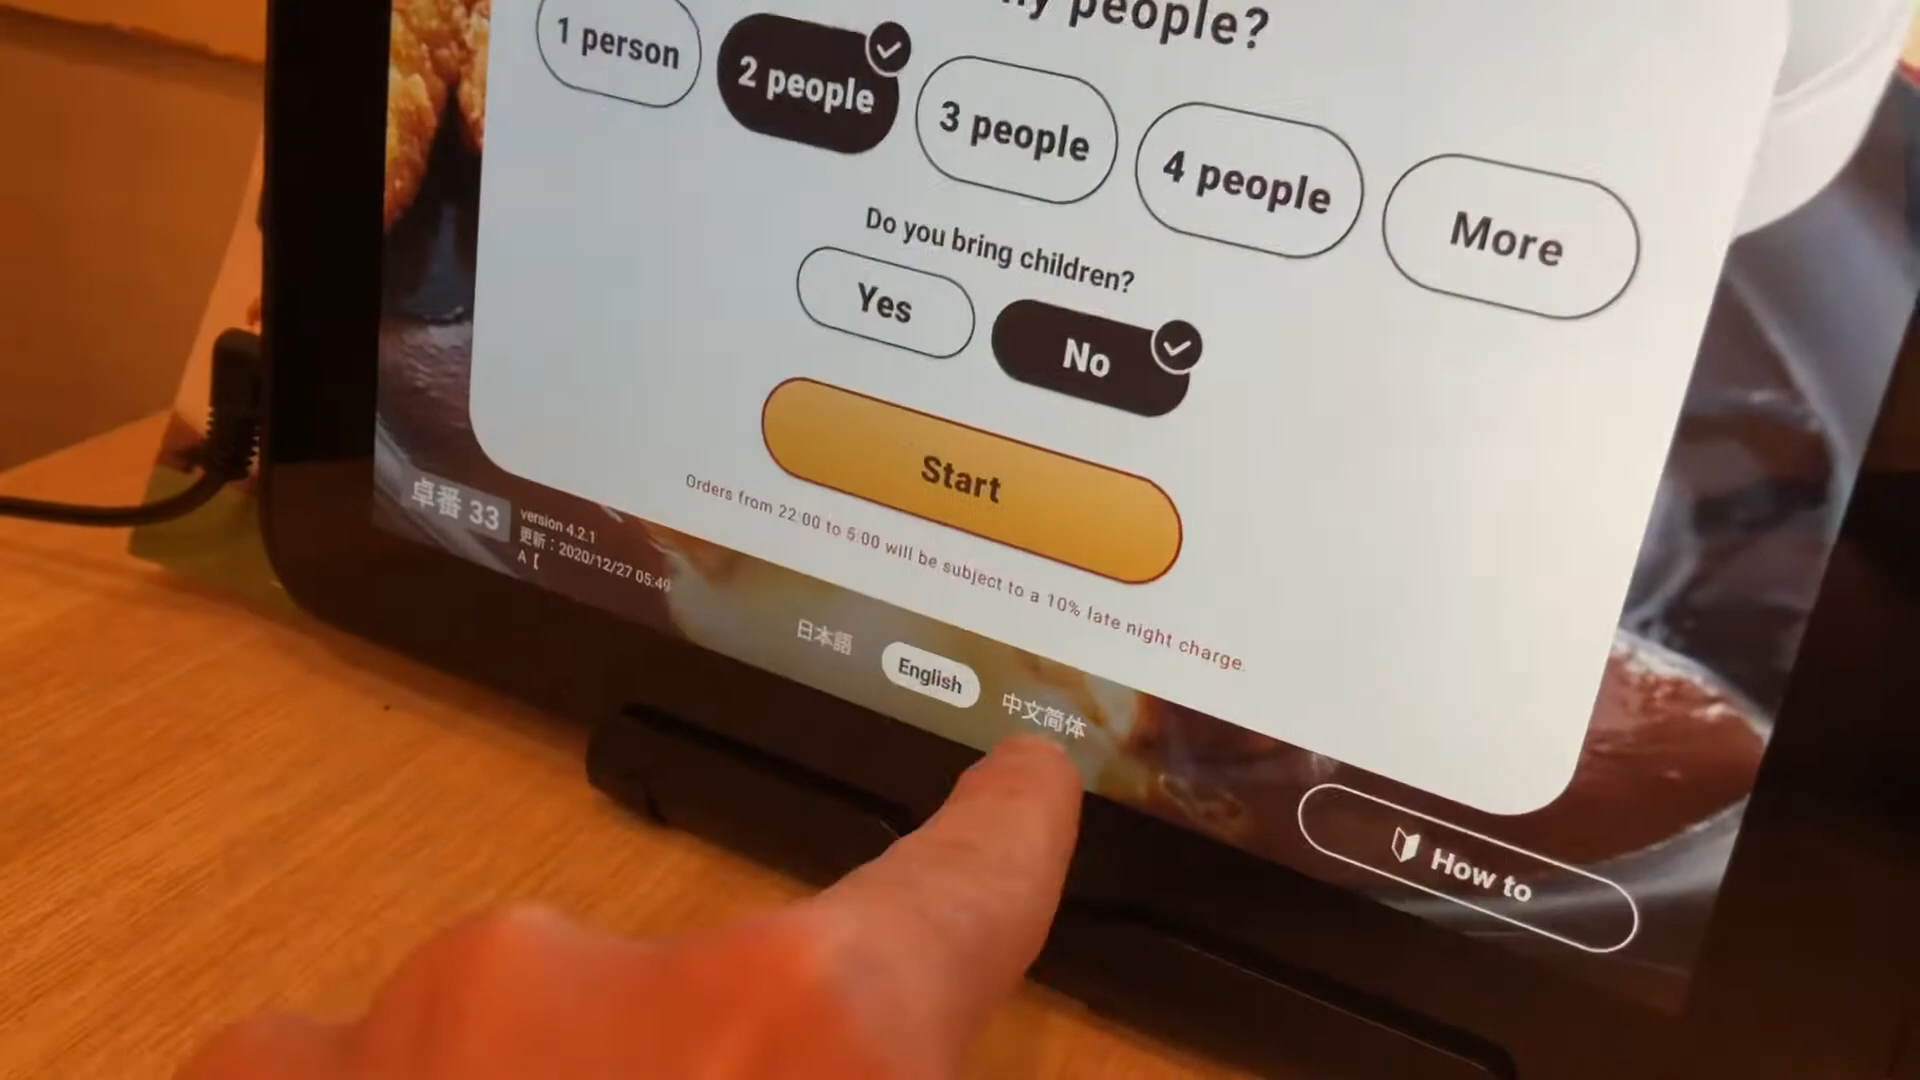 people?
1 person
2 people
3 people
4 people
More
Do you bring children?
Yes
No
Start
Orders from 22:00 to 5:00 will be subject to a 10% late night charge.
卓番 33
version 4.2.1
更新：2020/12/27 05:49
A【
日本語
English
中文简体
How to